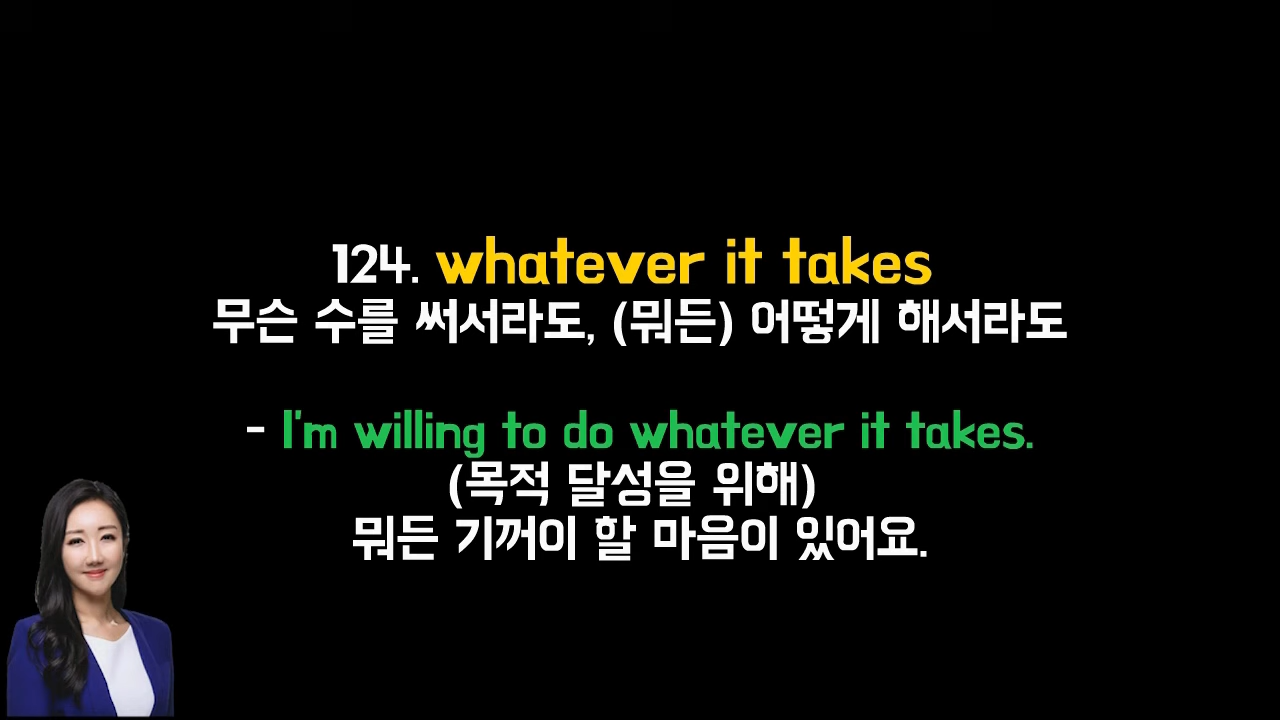 124. whatever it takes
무슨 수를 써서라도, (뭐든) 어떻게 해서라도
- I'm willing to do whatever it takes.
(목적 달성을 위해)
뭐든 기꺼이 할 마음이 있어요.